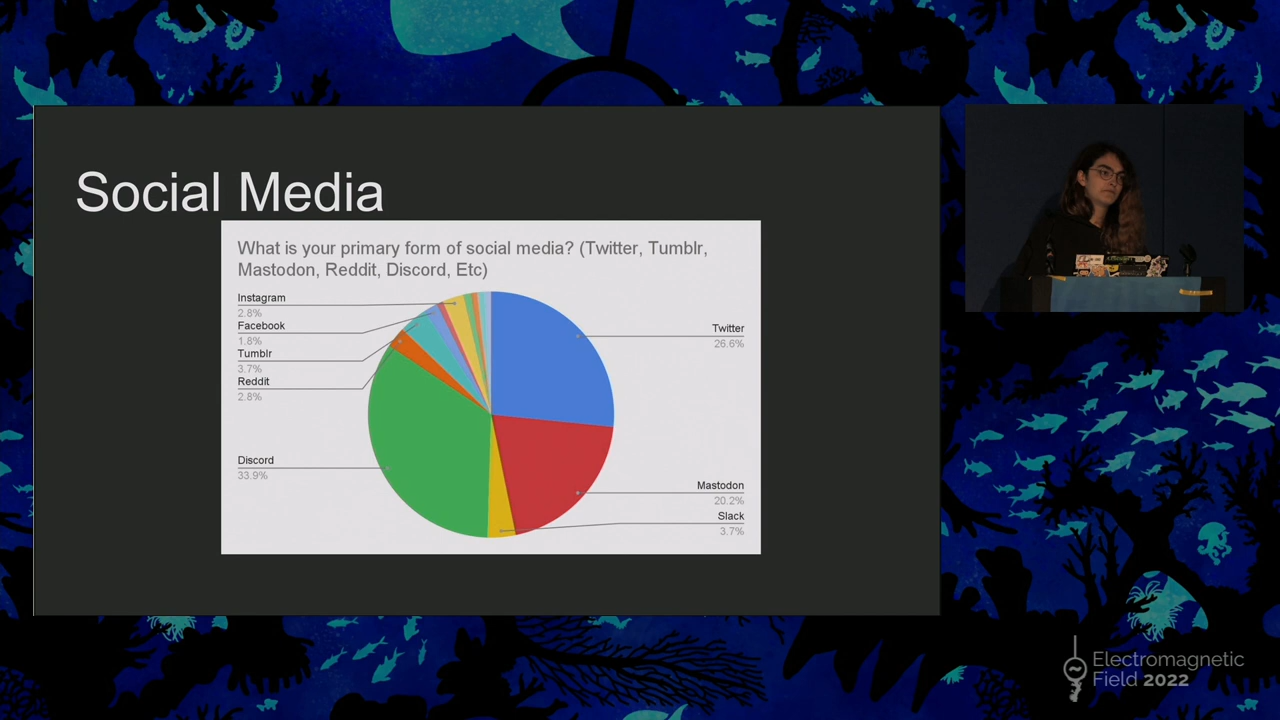 Social Media
What is your primary form of social media? (Twitter, Tumblr,
Mastodon, Reddit, Discord, Etc)
Instagram
2.8%
Facebook
1.8%
Tumblr
3.7%
Reddit
2.8%
Discord
33.9%
Twitter
26.6%
Mastodon
20.2%
Slack
3.7%
Electromagnetic
Field 2022